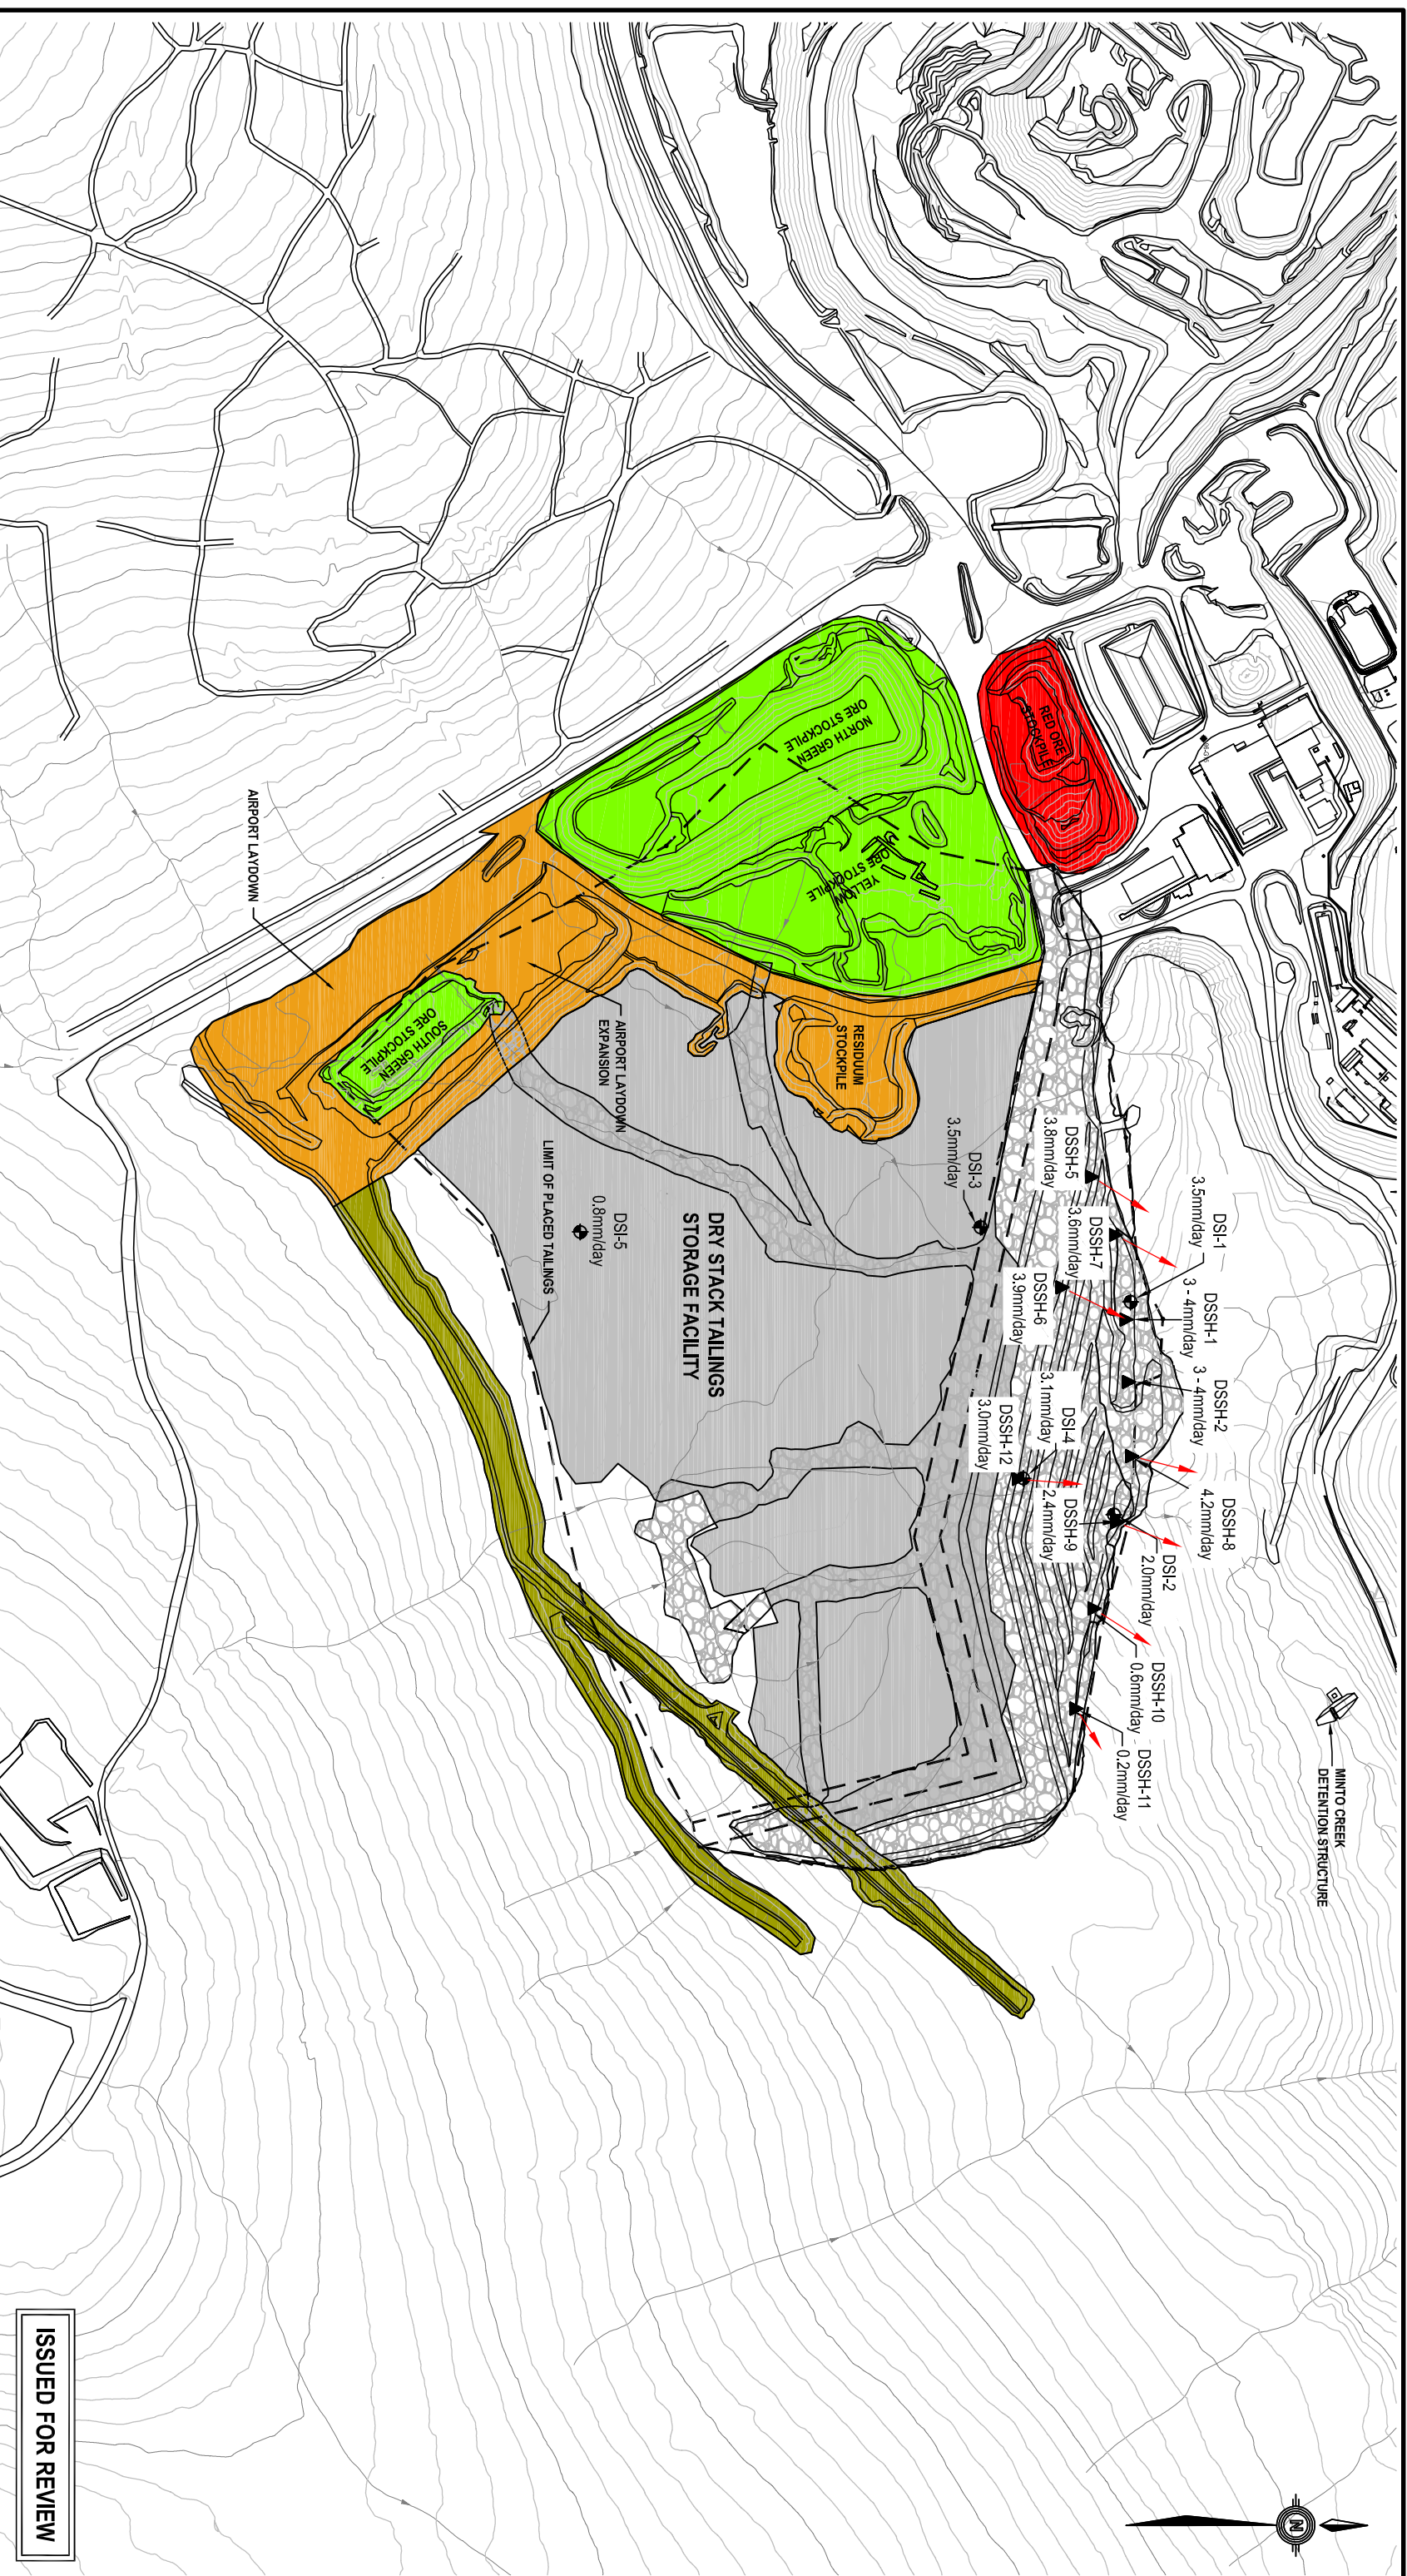 DSI-1
3.5mm/day
DSSH-1
3 - 4mm/day
DSSH-2
3 - 4mm/day
DSSH-8
4.2mm/day
DSI-2
2.0mm/day
DSSH-10
0.6mm/day
DSSH-11
0.2mm/day
MINTO CREEK
DETENTION STRUCTURE
DSSH-5
3.8mm/day
DSSH-7
3.6mm/day
DSSH-6
3.9mm/day
DSI-4
3.1mm/day
DSSH-9
2.4mm/day
DSSH-12
3.0mm/day
DSI-3
3.5mm/day
RED ORE
STOCKPILE
NORTH GREEN
ORE STOCKPILE
YELLOW
ORE STOCKPILE
RESIDUUM
STOCKPILE
DRY STACK TAILINGS
STORAGE FACILITY
DSI-5
0.8mm/day
AIRPORT LAYDOWN
EXPANSION
LIMIT OF PLACED TAILINGS
SOUTH GREEN
ORE STOCKPILE
AIRPORT LAYDOWN
N
ISSUED FOR REVIEW